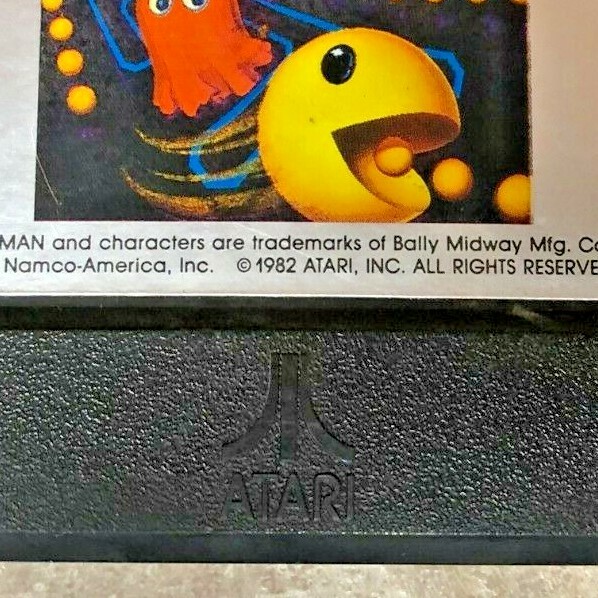 MAN and characters are trademarks of Bally Midway Mfg. Co
Namco-America, Inc. © 1982 ATARI, INC. ALL RIGHTS RESERVE
ATARI